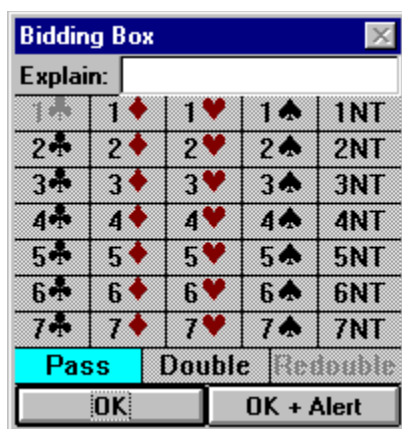 Bidding Box
Explain:
1♣ 1♦ 1♥ 1♠ 1NT
2♣ 2♦ 2♥ 2♠ 2NT
3♣ 3♦ 3♥ 3♠ 3NT
4♣ 4♦ 4♥ 4♠ 4NT
5♣ 5♦ 5♥ 5♠ 5NT
6♣ 6♦ 6♥ 6♠ 6NT
7♣ 7♦ 7♥ 7♠ 7NT
Pass Double Redouble
OK OK + Alert